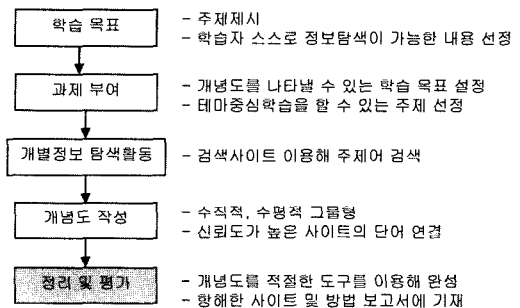 학습 목표
- 주제제시
- 학습자 스스로 정보탐색이 가능한 내용 선정
과제 부여
- 개념도를 나타낼 수 있는 학습 목표 설정
- 테마중심학습을 할 수 있는 주제 선정
개별정보 탐색활동
- 검색사이트 이용해 주제어 검색
개념도 작성
- 수직적, 수평적 그물형
- 신뢰도가 높은 사이트의 단어 연결
정리 및 평가
- 개념도를 적절한 도구를 이용해 완성
- 항해한 사이트 및 방법 보고서에 기재